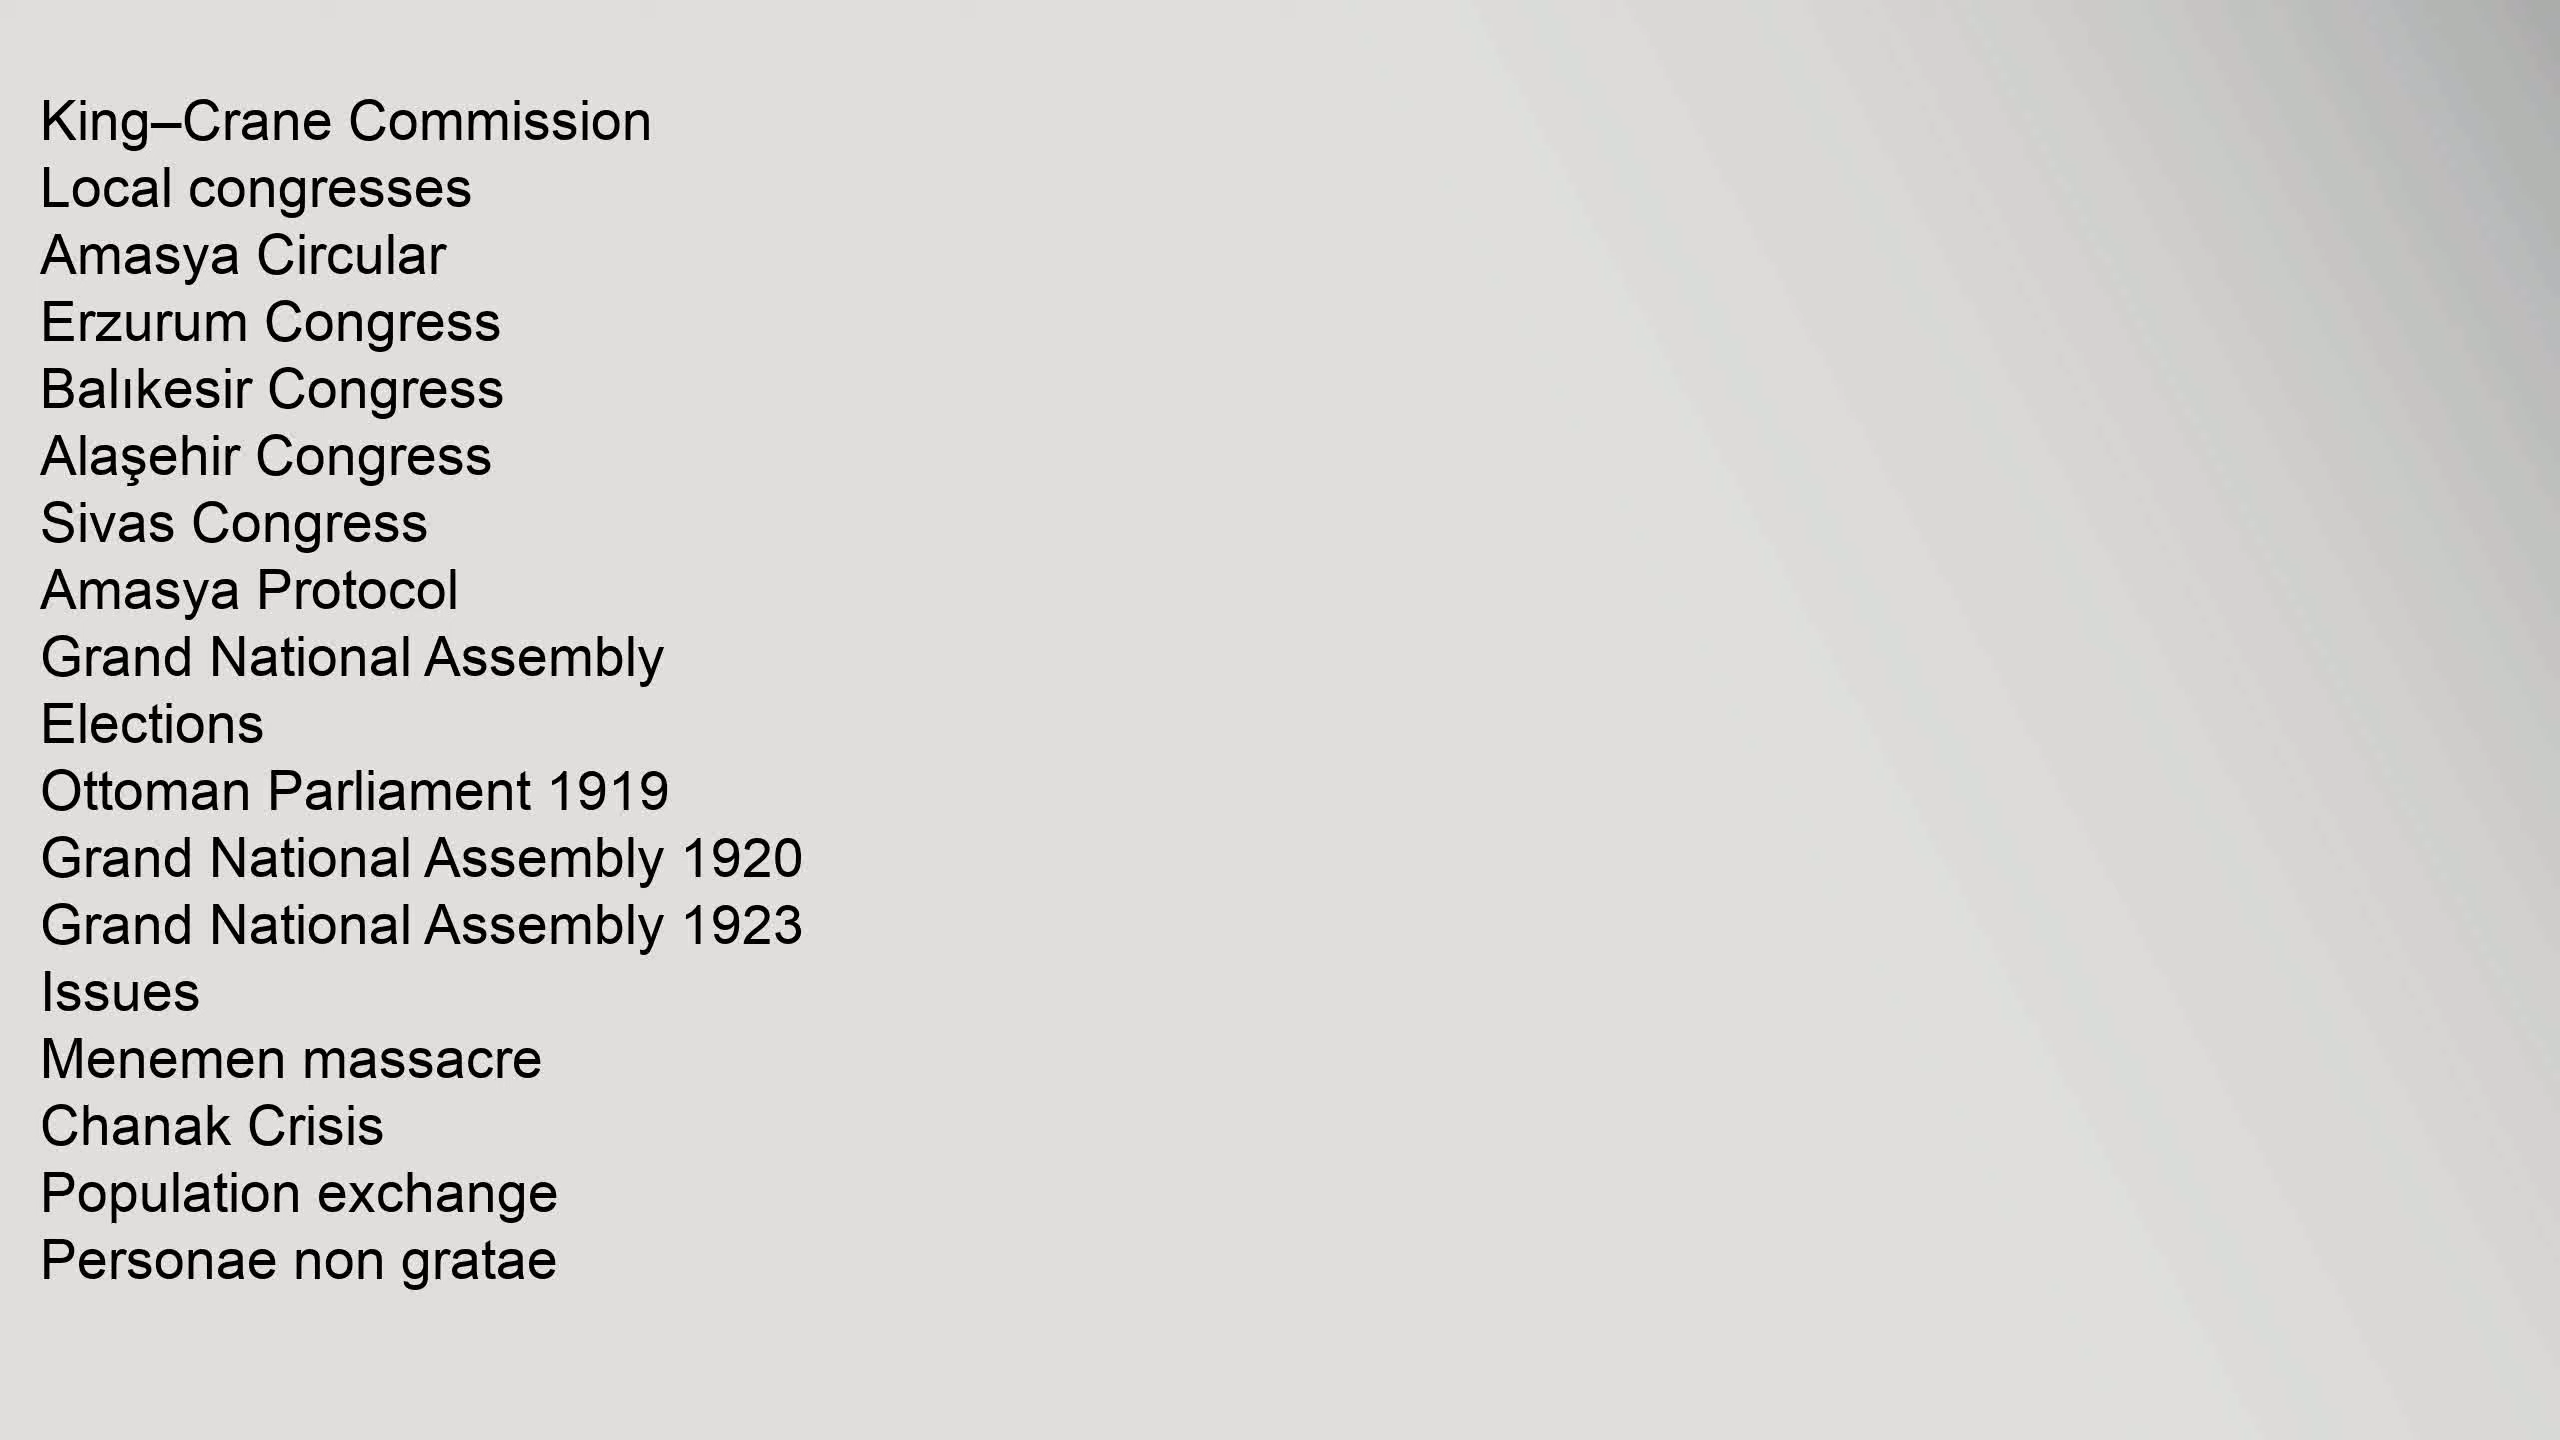 King–Crane Commission
Local congresses
Amasya Circular
Erzurum Congress
Balıkesir Congress
Alaşehir Congress
Sivas Congress
Amasya Protocol
Grand National Assembly
Elections
Ottoman Parliament 1919
Grand National Assembly 1920
Grand National Assembly 1923
Issues
Menemen massacre
Chanak Crisis
Population exchange
Personae non gratae